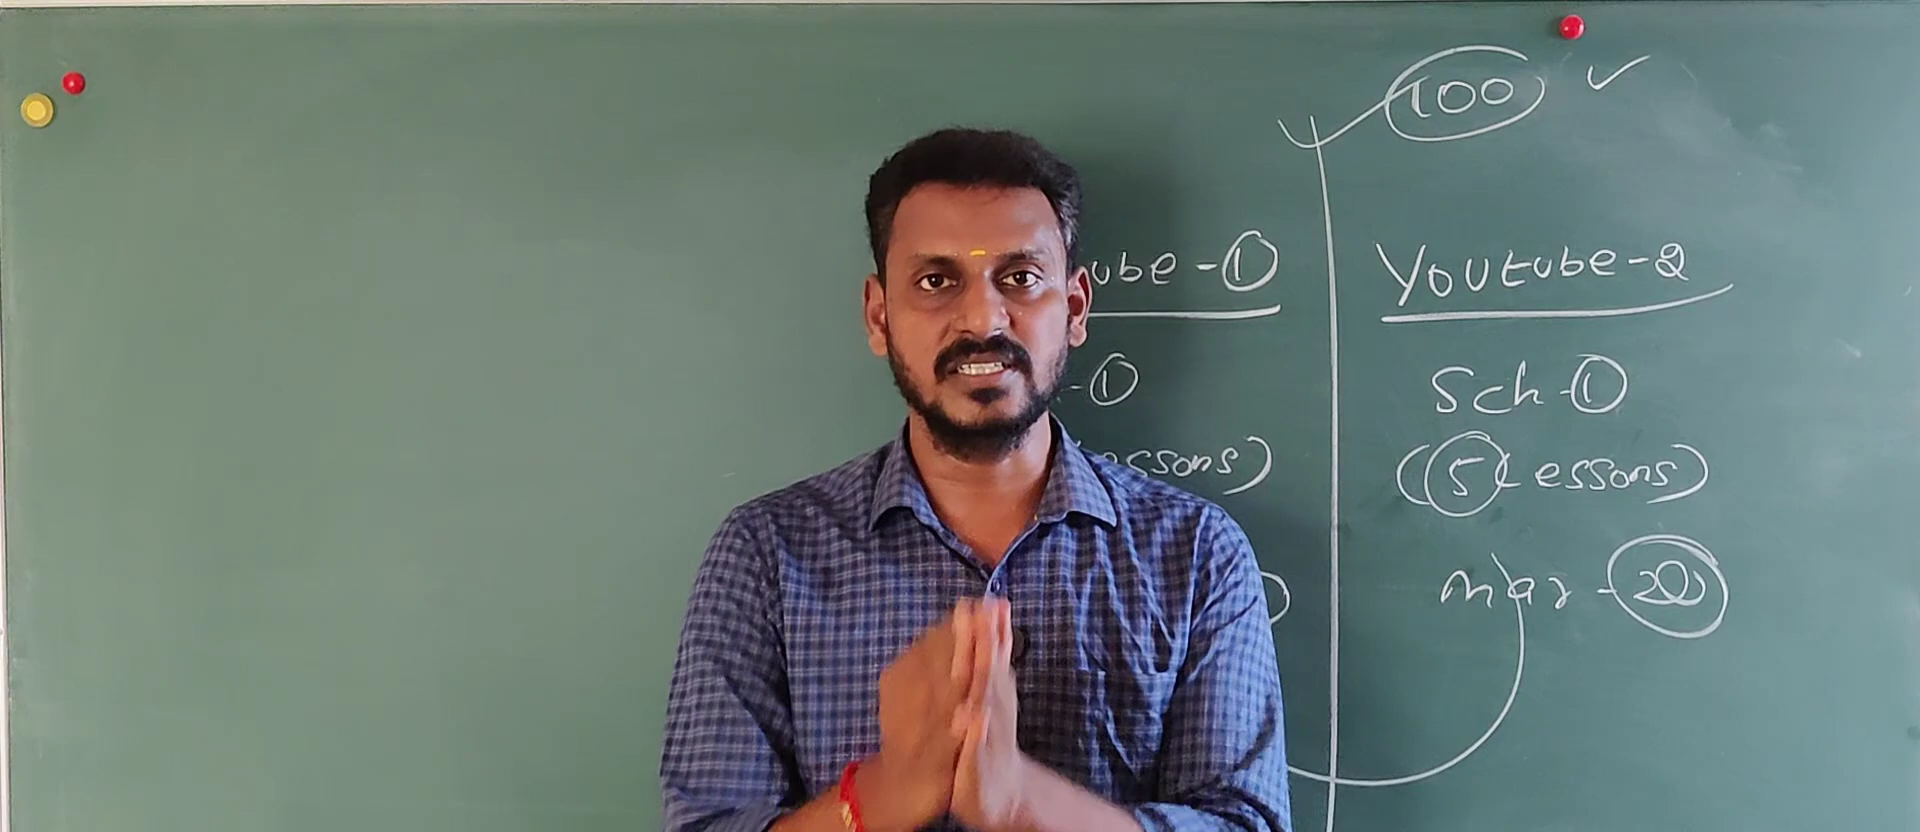 100
ube - 1
Youtube - 2
- 1
Sch - 1
essons)
(5 Lessons)
mar - 20